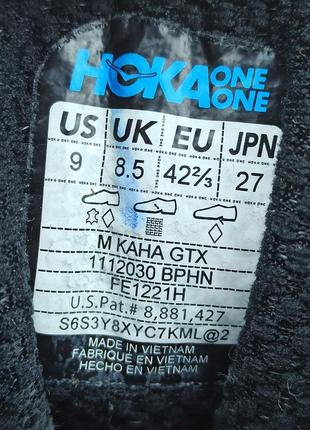 HOKA ONE ONE
US UK EU JPN
9 8.5 42⅔ 27
M KAHA GTX
1112030 BPHN
FE1221H
U.S.Pat.# 8,881,427
S6S3Y8XYC7KML@2
MADE IN VIETNAM
FABRIQUÉ EN VIETNAM
HECHO EN VIETNAM